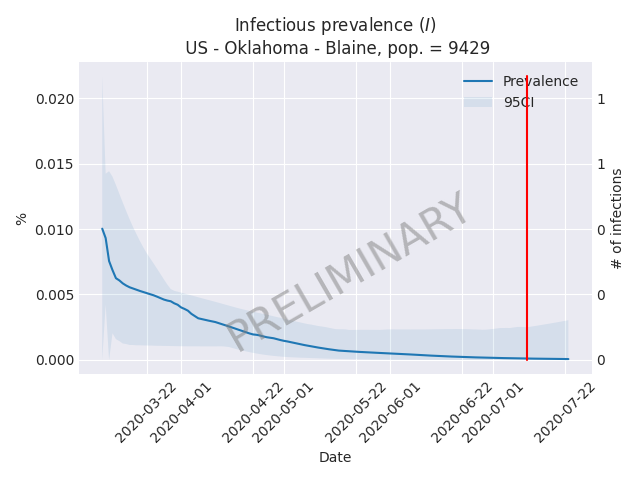 Infectious prevalence (I)
US - Oklahoma - Blaine, pop. = 9429
Prevalence
95CI
0.020
0.015
0.010
0.005
0.000
%
1
1
0
0
0
# of infections
PRELIMINARY
2020-03-22
2020-04-01
2020-04-22
2020-05-01
2020-05-22
2020-06-01
2020-06-22
2020-07-01
2020-07-22
Date